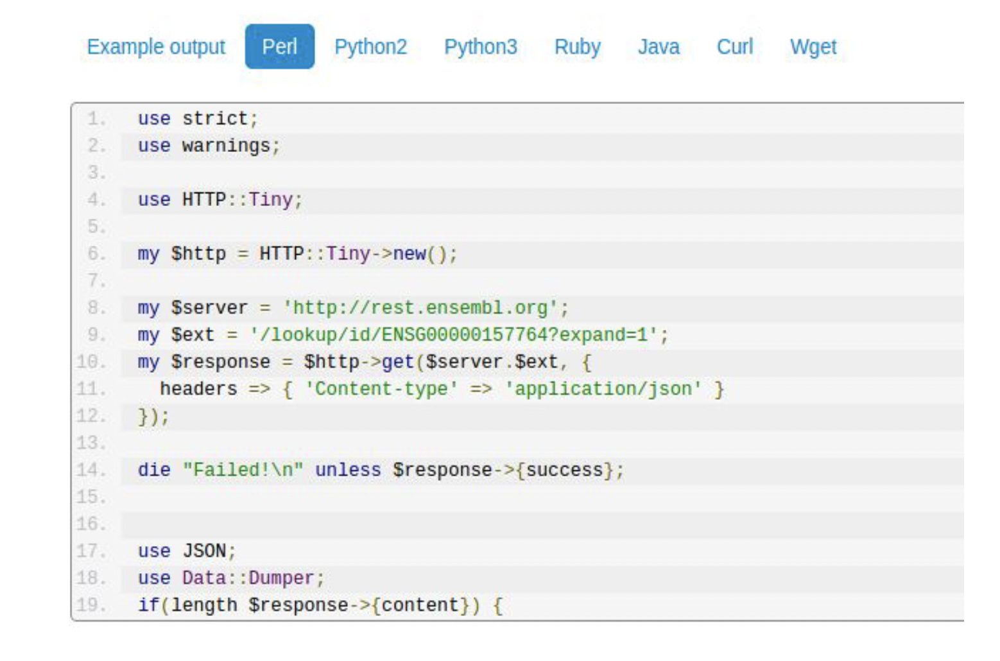 Example output Perl Python2 Python3 Ruby Java Curl Wget
1. use strict;
2. use warnings;
3.
4. use HTTP::Tiny;
5.
6. my $http = HTTP::Tiny->new();
7.
8. my $server = 'http://rest.ensembl.org';
9. my $ext = '/lookup/id/ENSG00000157764?expand=1';
10. my $response = $http->get($server.$ext, {
11.   headers => { 'Content-type' => 'application/json' }
12. });
13.
14. die "Failed!\n" unless $response->{success};
15.
16.
17. use JSON;
18. use Data::Dumper;
19. if(length $response->{content}) {